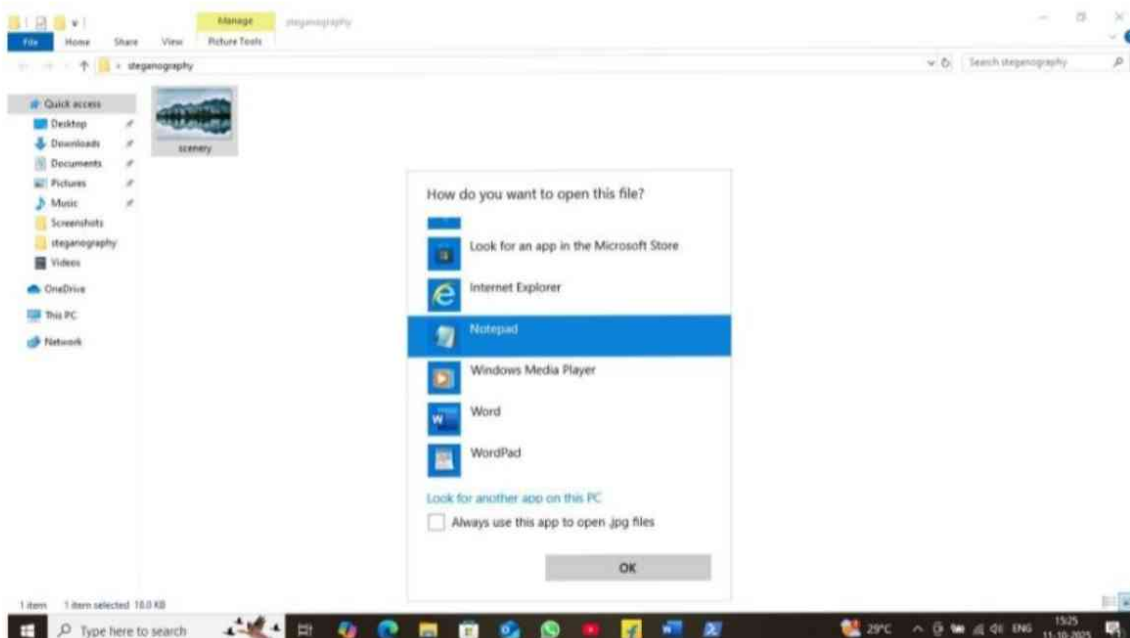 Manage steganography
File Home Share View Picture Tools
steganography Search steganography
Quick access
Desktop
Downloads
Documents
Pictures
Music
Screenshots
steganography
Videos
OneDrive
This PC
Network
scenery
How do you want to open this file?
Look for an app in the Microsoft Store
Internet Explorer
Notepad
Windows Media Player
Word
WordPad
Look for another app on this PC
Always use this app to open .jpg files
OK
1 item 1 item selected 18.0 KB
Type here to search 29°C ENG 15:25
11-10-2025